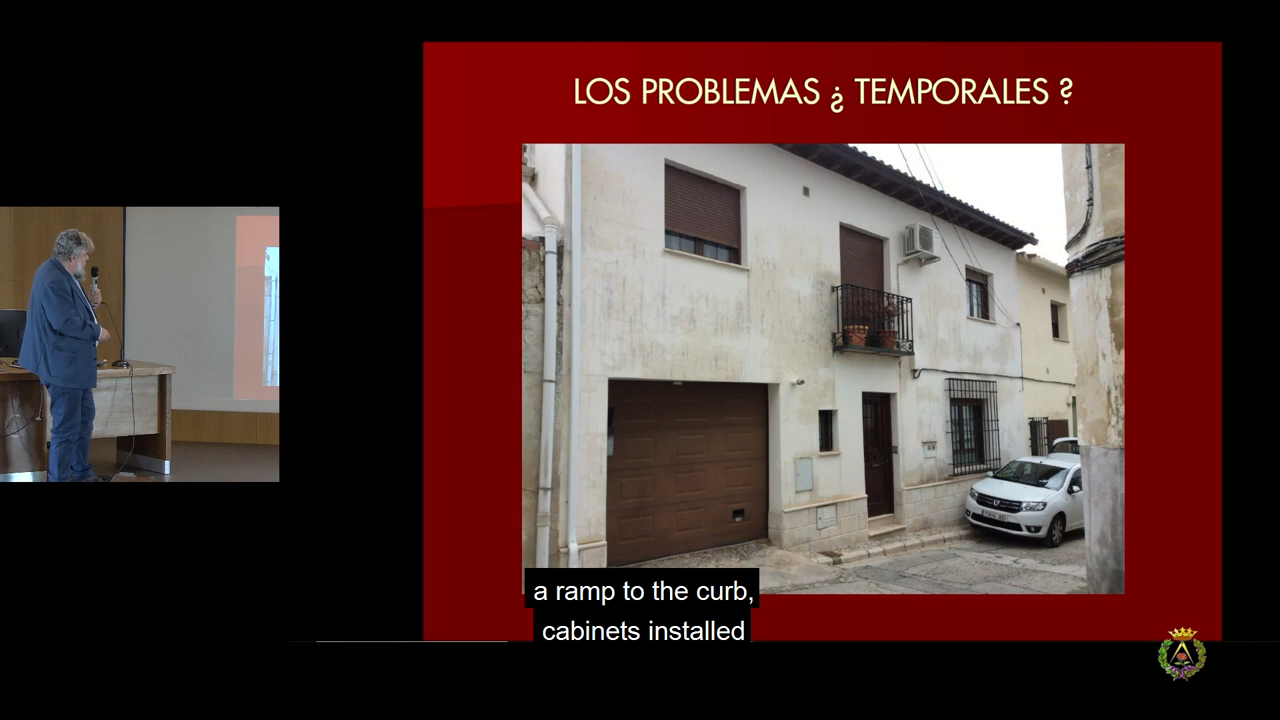 LOS PROBLEMAS ¿ TEMPORALES ?
a ramp to the curb,
cabinets installed